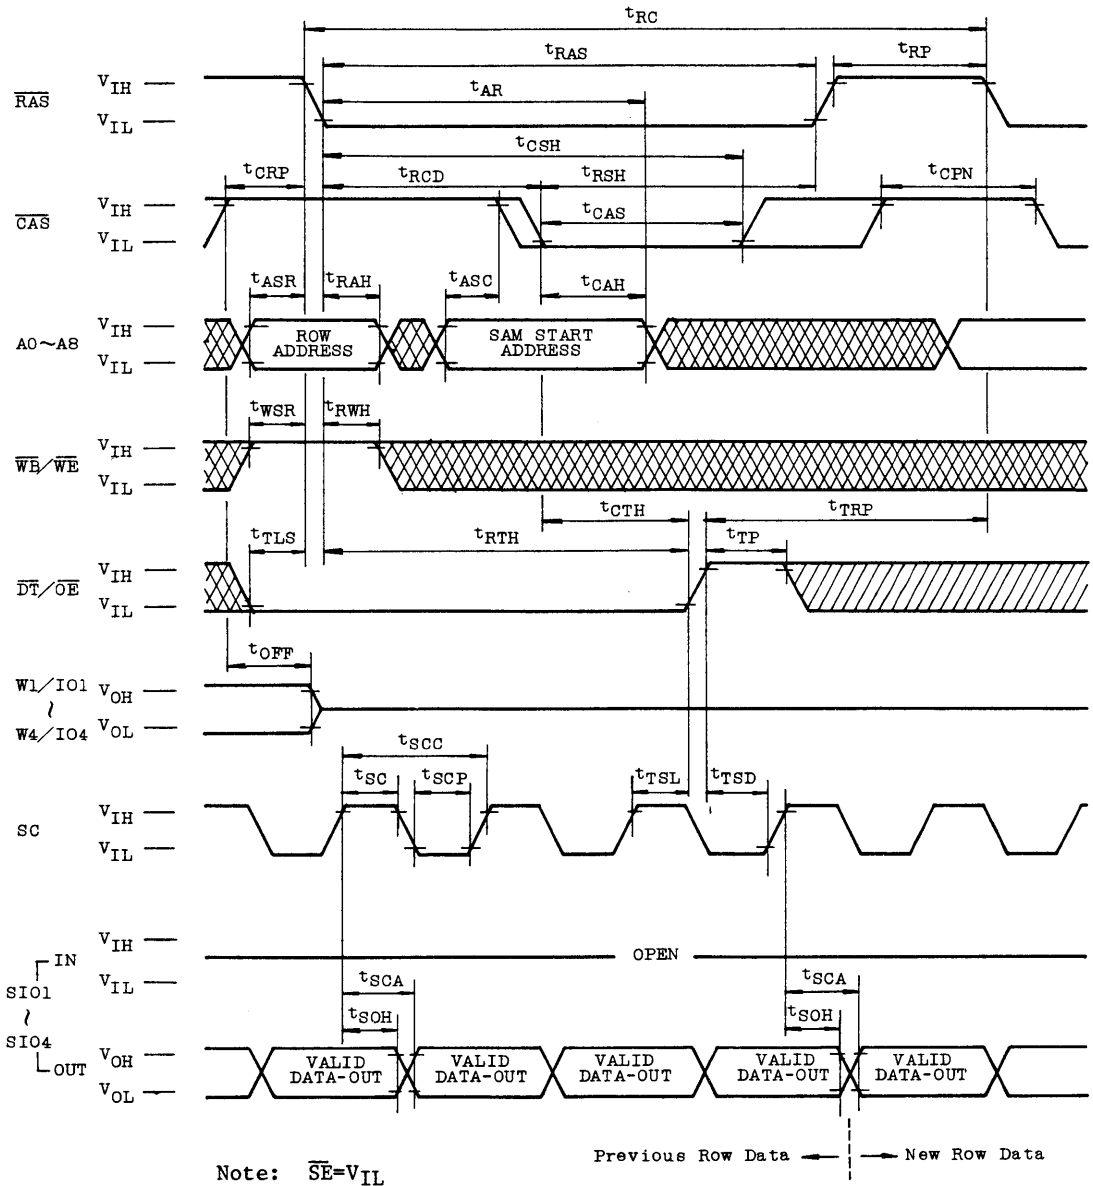 tRC
tRAS
tRP
RAS
VIH
VIL
tAR
tCSH
tCRP
tRCD
tRSH
tCPN
CAS
VIH
VIL
tCAS
tASR
tRAH
tASC
tCAH
A0~A8
VIH
VIL
ROW
ADDRESS
SAM START
ADDRESS
tWSR
tRWH
WB/WE
VIH
VIL
tCTH
tTRP
tTLS
tRTH
tTP
DT/OE
VIH
VIL
tOFF
W1/IO1
~
W4/IO4
VOH
VOL
tSCC
tSC
tSCP
tTSL
tTSD
SC
VIH
VIL
VIH
IN
OPEN
VIL
SIO1
~
SIO4
tSCA
tSCA
tSOH
tSOH
OUT
VOH
VOL
VALID
DATA-OUT
VALID
DATA-OUT
VALID
DATA-OUT
VALID
DATA-OUT
VALID
DATA-OUT
Previous Row Data
New Row Data
Note: SE=VIL